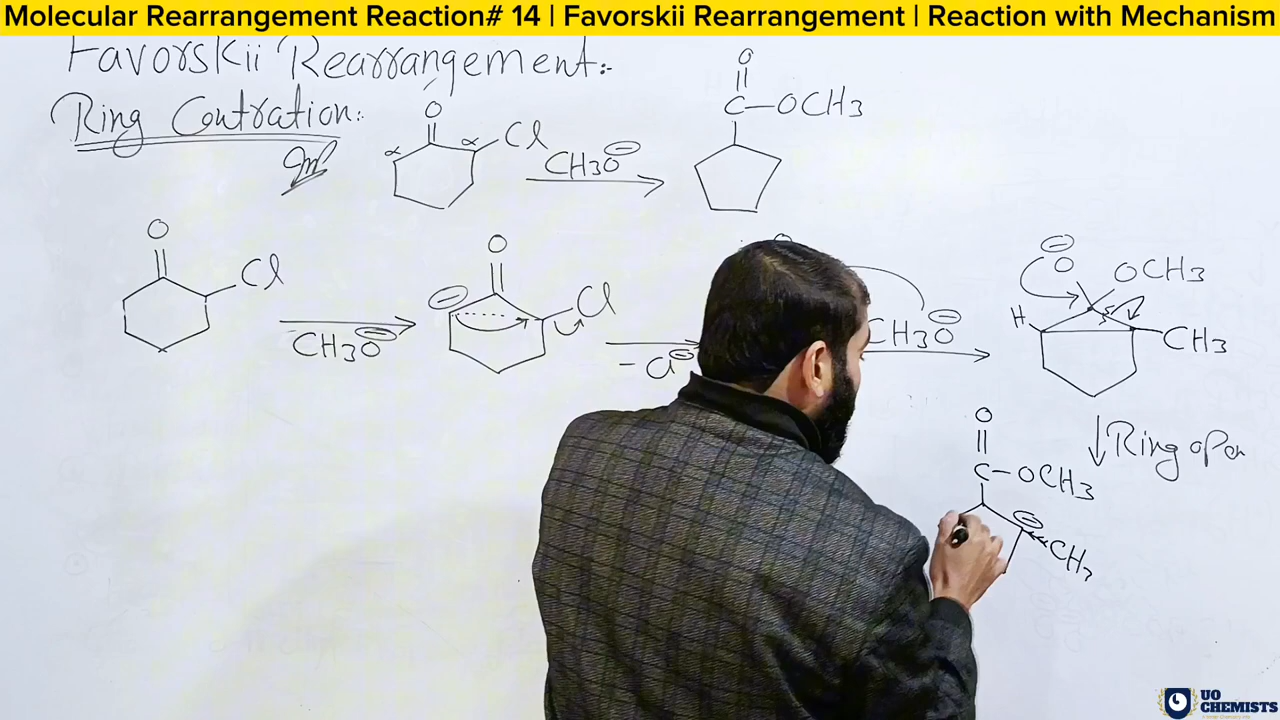 Molecular Rearrangement Reaction# 14 | Favorskii Rearrangement | Reaction with Mechanism
Favorskii Rearrangement:-
Ring Contration:-
O
Cl
α
α
CH3O⊖
O
C-OCH3
O
Cl
CH3O⊖
O
⊖
Cl
-Cl⊖
CH3O⊖
⊖
O
OCH3
H
CH3
Ring open
O
C-OCH3
⊖
CH3
UO
CHEMISTS